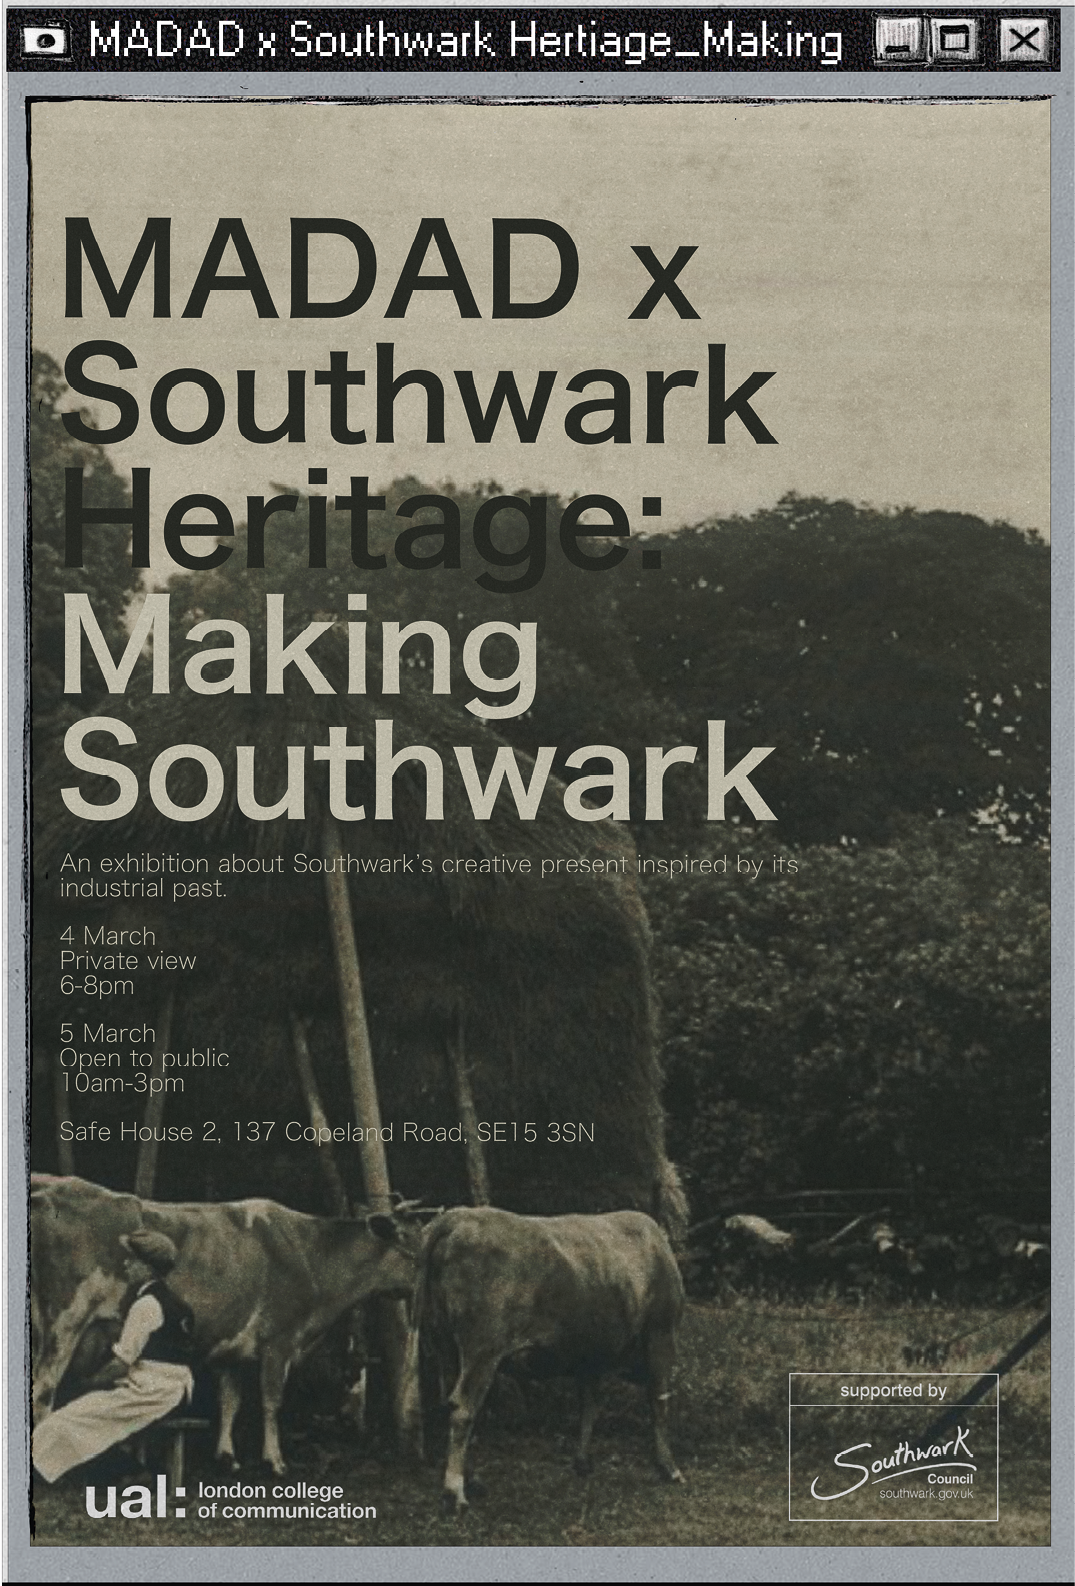 MADAD x Southwark Hertiage_Making
MADAD x
Southwark
Heritage:
Making
Southwark
An exhibition about Southwark's creative present inspired by its
industrial past.
4 March
Private view
6-8pm
5 March
Open to public
10am-3pm
Safe House 2, 137 Copeland Road, SE15 3SN
supported by
Southwark
Council
southwark.gov.uk
ual: london college
of communication